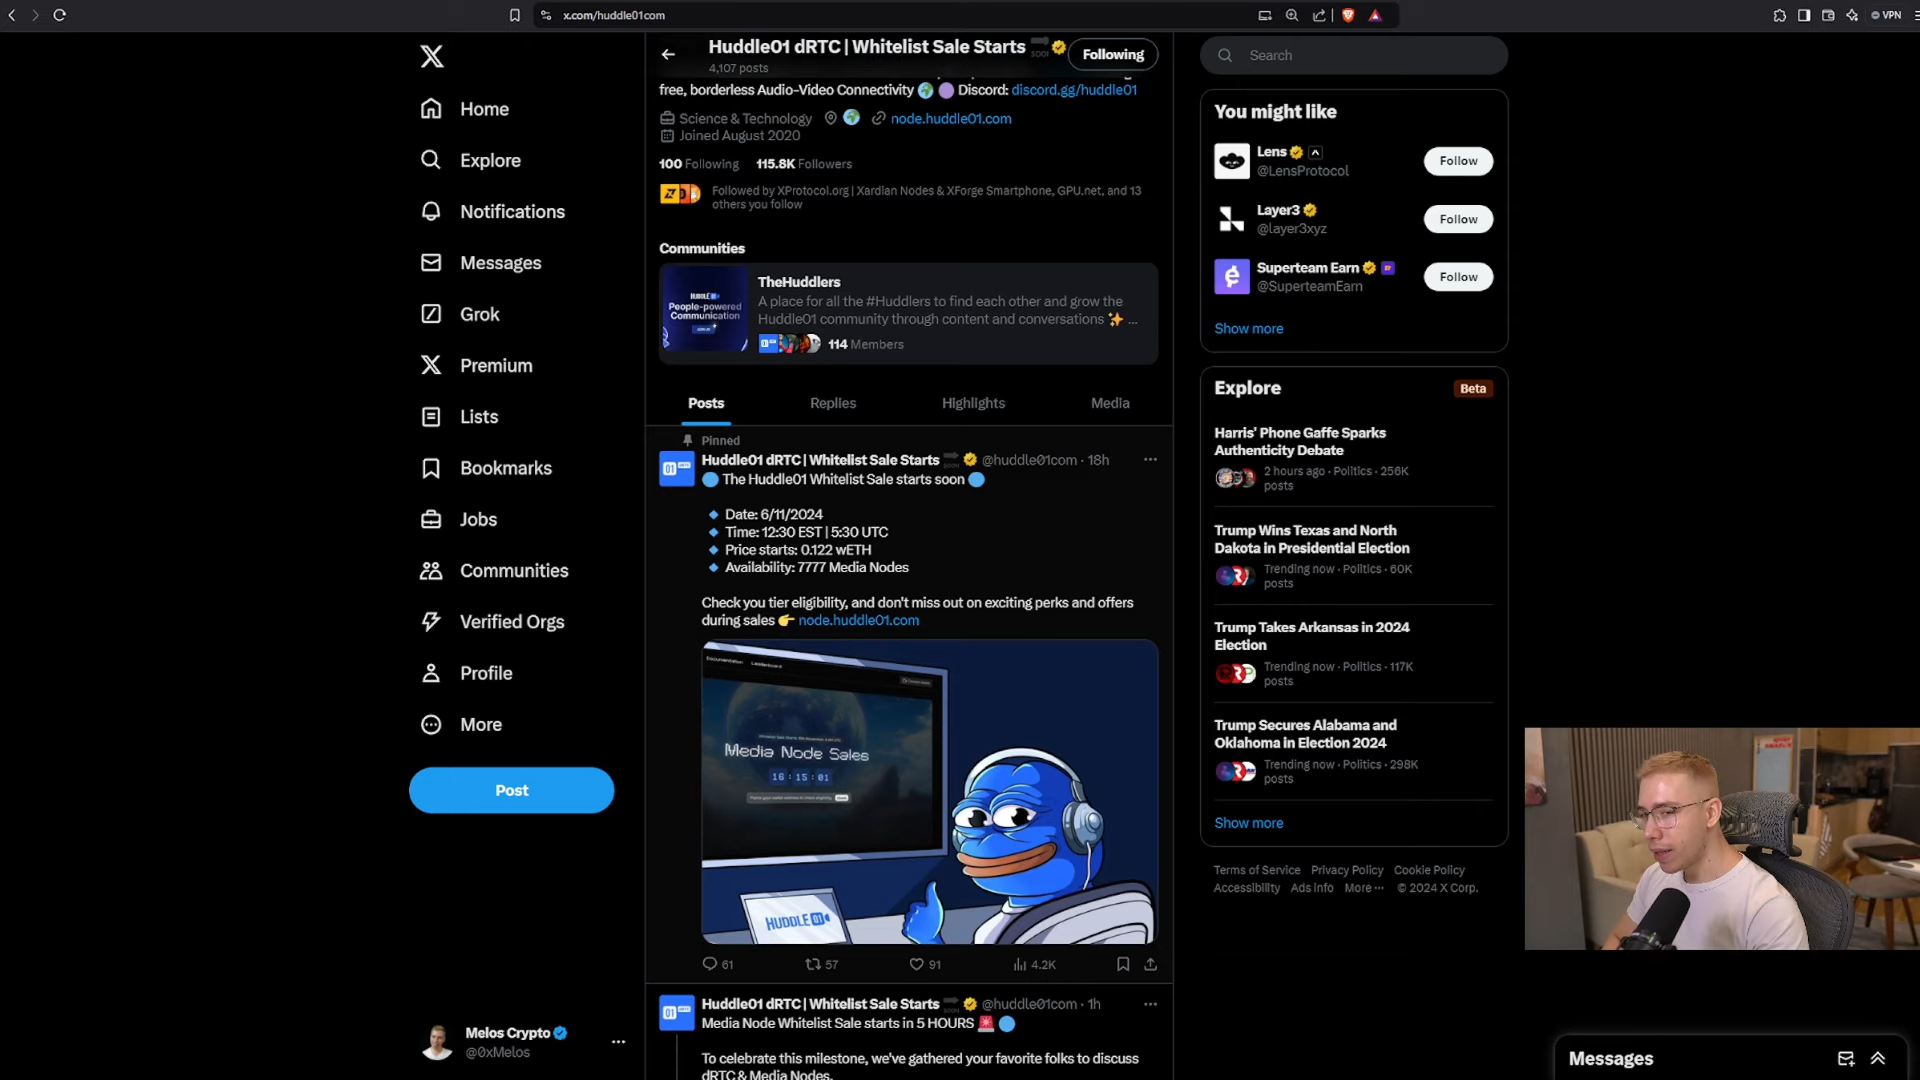 x.com/huddle01com
VPN
Huddle01 dRTC | Whitelist Sale Starts
4,107 posts
Following
free, borderless Audio-Video Connectivity 🌍 🟣 Discord: discord.gg/huddle01
Science & Technology 🌍 node.huddle01.com
Joined August 2020
100 Following 115.8K Followers
Followed by XProtocol.org | Xardian Nodes & XForge Smartphone, GPU.net, and 13
others you follow
Communities
HUDDLE01
People-powered
Communication
TheHuddlers
A place for all the #Huddlers to find each other and grow the
Huddle01 community through content and conversations ✨ ...
114 Members
Posts
Replies
Highlights
Media
Pinned
Huddle01 dRTC | Whitelist Sale Starts SOON @huddle01com · 18h
🔵 The Huddle01 Whitelist Sale starts soon 🔵
🔹 Date: 6/11/2024
🔹 Time: 12:30 EST | 5:30 UTC
🔹 Price starts: 0.122 wETH
🔹 Availability: 7777 Media Nodes
Check you tier eligibility, and don't miss out on exciting perks and offers
during sales 👉 node.huddle01.com
Documentation Leaderboard
Media Node Sales
16 : 15 : 01
HUDDLE 01
61
57
91
4.2K
Huddle01 dRTC | Whitelist Sale Starts SOON @huddle01com · 1h
Media Node Whitelist Sale starts in 5 HOURS 🚨 🔵
To celebrate this milestone, we've gathered your favorite folks to discuss
dRTC & Media Nodes.
Home
Explore
Notifications
Messages
Grok
Premium
Lists
Bookmarks
Jobs
Communities
Verified Orgs
Profile
More
Post
Melos Crypto
@0xMelos
Search
You might like
Lens
@LensProtocol
Follow
Layer3
@layer3xyz
Follow
Superteam Earn
@SuperteamEarn
Follow
Show more
Explore
Beta
Harris' Phone Gaffe Sparks
Authenticity Debate
2 hours ago · Politics · 256K
posts
Trump Wins Texas and North
Dakota in Presidential Election
Trending now · Politics · 60K
posts
Trump Takes Arkansas in 2024
Election
Trending now · Politics · 117K
posts
Trump Secures Alabama and
Oklahoma in Election 2024
Trending now · Politics · 298K
posts
Show more
Terms of Service Privacy Policy Cookie Policy
Accessibility Ads info More ··· © 2024 X Corp.
Messages